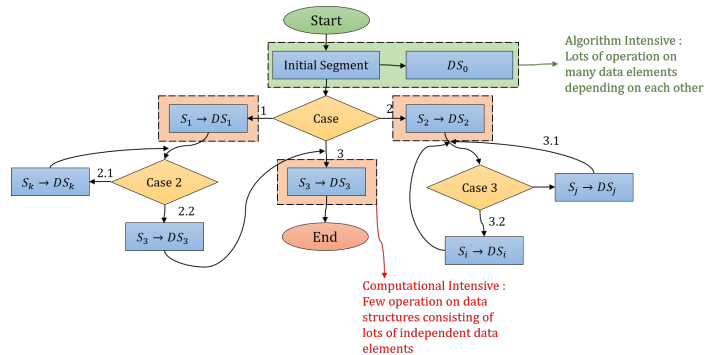 Start
Initial Segment
DS₀
Algorithm Intensive :
Lots of operation on
many data elements
depending on each other
S₁ → DS₁
1
Case
2
S₂ → DS₂
3
3.1
Sₖ → DSₖ
2.1
Case 2
S₃ → DS₃
Case 3
Sⱼ → DSⱼ
2.2
3.2
S₃ → DS₃
End
Sᵢ → DSᵢ
Computational Intensive :
Few operation on data
structures consisting of
lots of independent data
elements